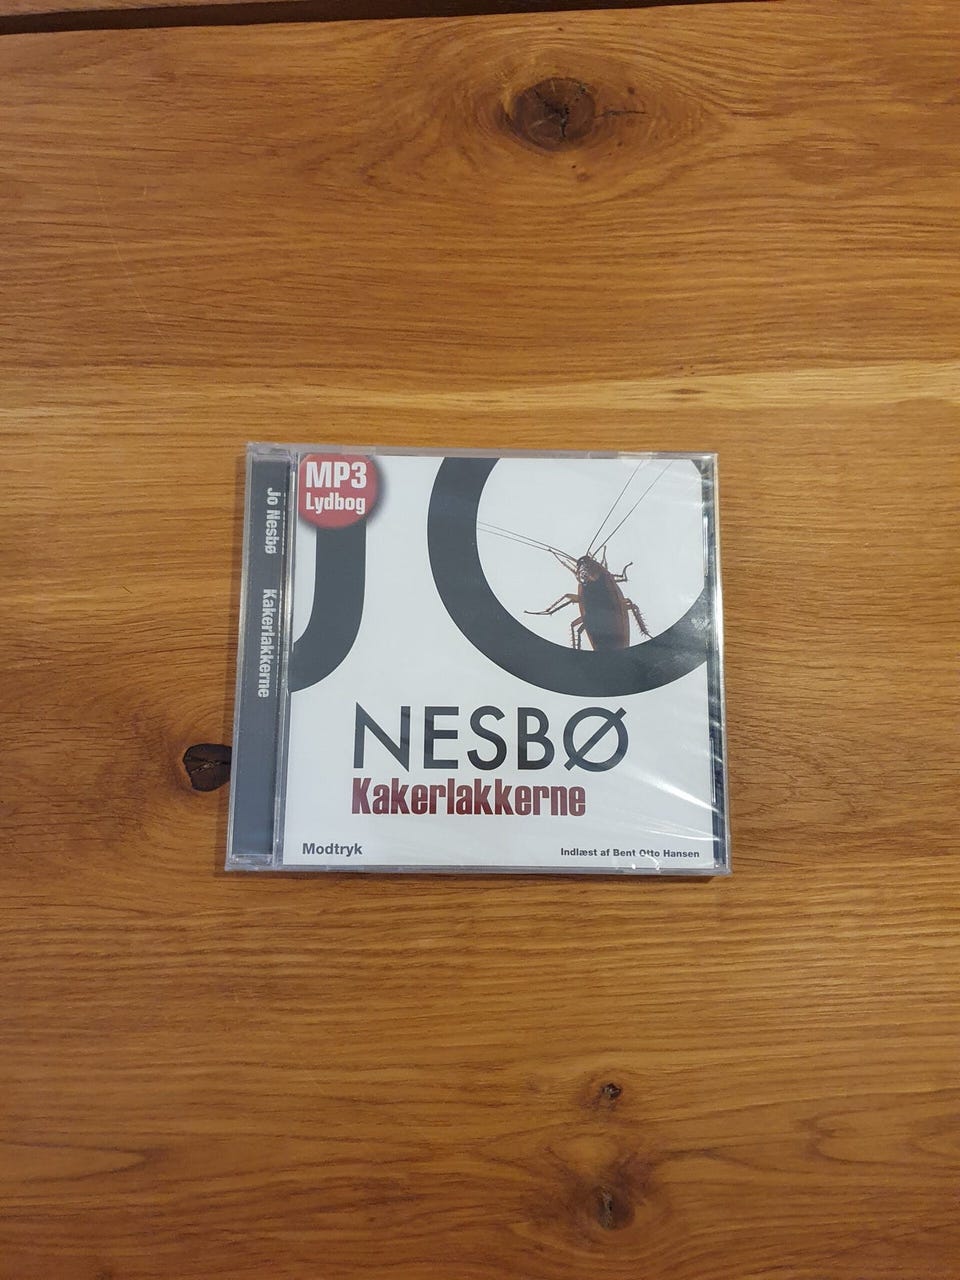 Jo Nesbø Kakerlakkerne
MP3
Lydbog
JO
NESBØ
Kakerlakkerne
Modtryk
Indlæst af Bent Otto Hansen